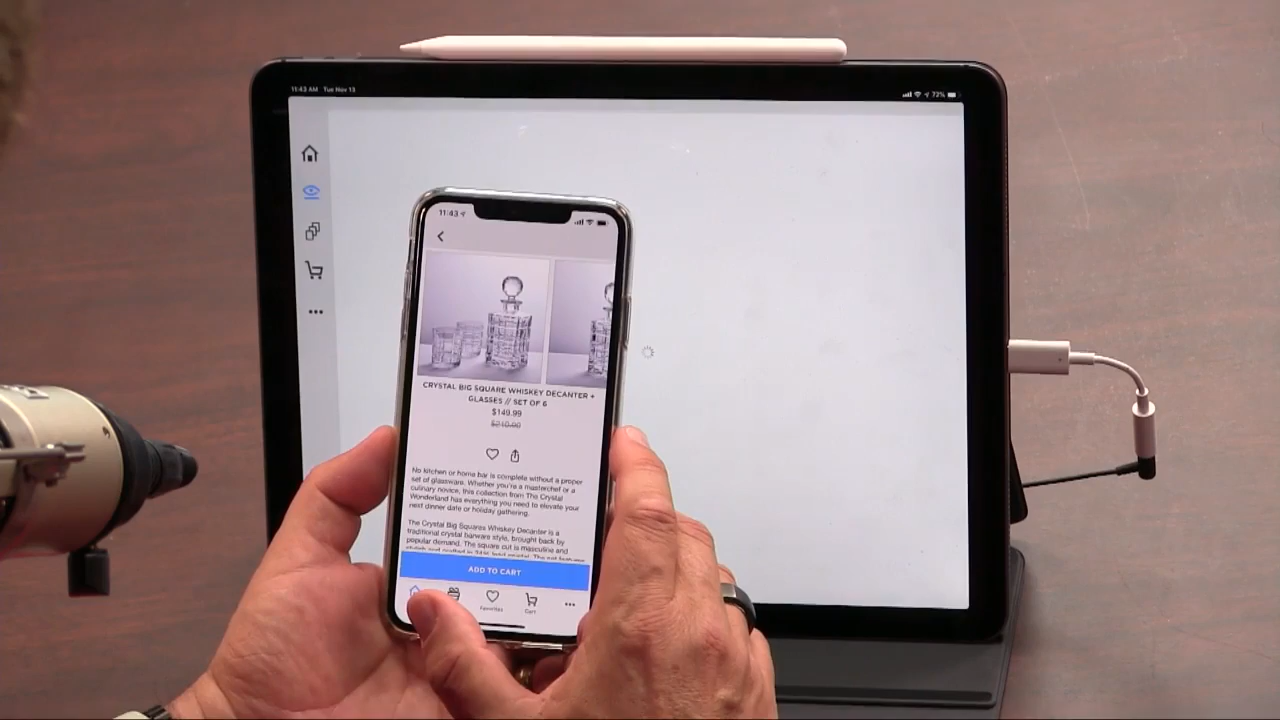 11:43 AM Tue Nov 13
72%
11:43
CRYSTAL BIG SQUARE WHISKEY DECANTER +
GLASSES // SET OF 6
$149.99
$210.00
No kitchen or home bar is complete without a proper
set of glassware. Whether you're a masterchef or a
culinary novice, this collection from The Crystal
Wonderland has everything you need to elevate your
next dinner date or holiday gathering.
The Crystal Big Squares Whiskey Decanter is a
traditional crystal barware style, brought back by
popular demand. The square cut is masculine and
ADD TO CART
Favorites
Cart